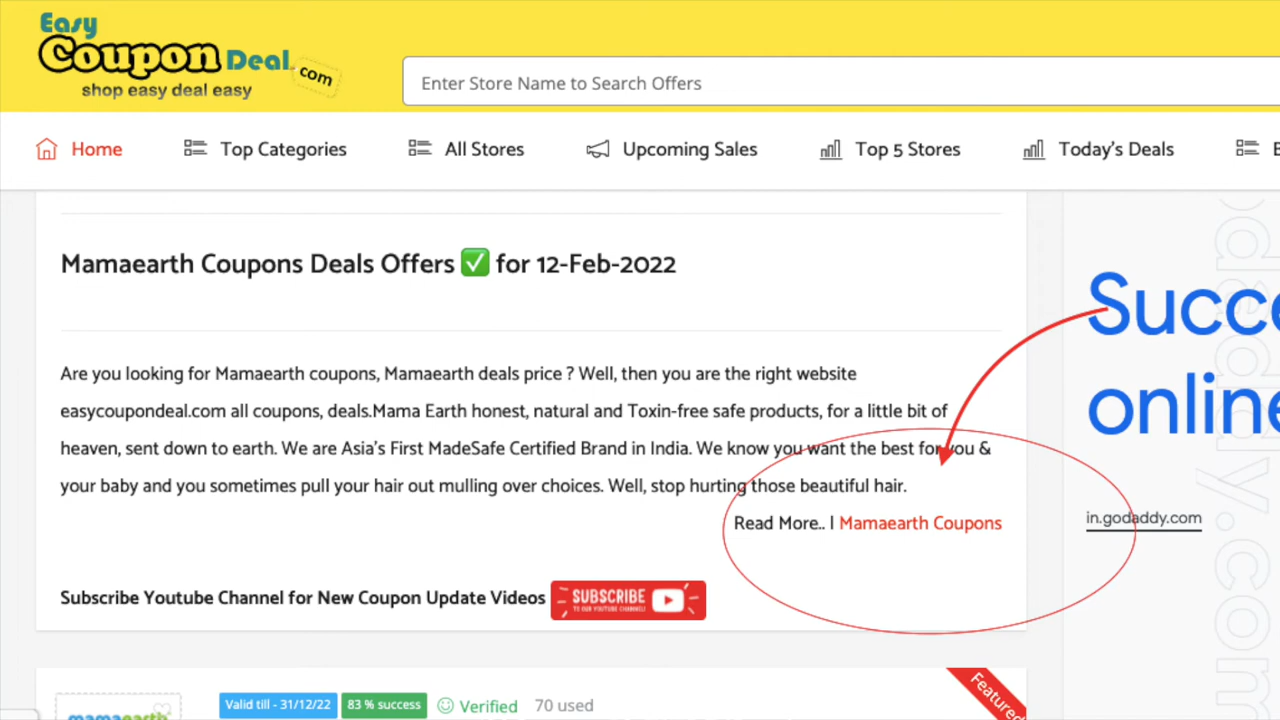 Easy
Coupon Deal.com
shop easy deal easy
Enter Store Name to Search Offers
Home Top Categories All Stores Upcoming Sales Top 5 Stores Today's Deals
Mamaearth Coupons Deals Offers ✅ for 12-Feb-2022
Are you looking for Mamaearth coupons, Mamaearth deals price ? Well, then you are the right website
easycoupondeal.com all coupons, deals.Mama Earth honest, natural and Toxin-free safe products, for a little bit of
heaven, sent down to earth. We are Asia's First MadeSafe Certified Brand in India. We know you want the best for you &
your baby and you sometimes pull your hair out mulling over choices. Well, stop hurting those beautiful hair.
Read More.. | Mamaearth Coupons
Succe
online
in.godaddy.com
Subscribe Youtube Channel for New Coupon Update Videos SUBSCRIBE
TO OUR YOUTUBE CHANNEL!
Featured
mamaearth
Valid till - 31/12/22 83 % success Verified 70 used